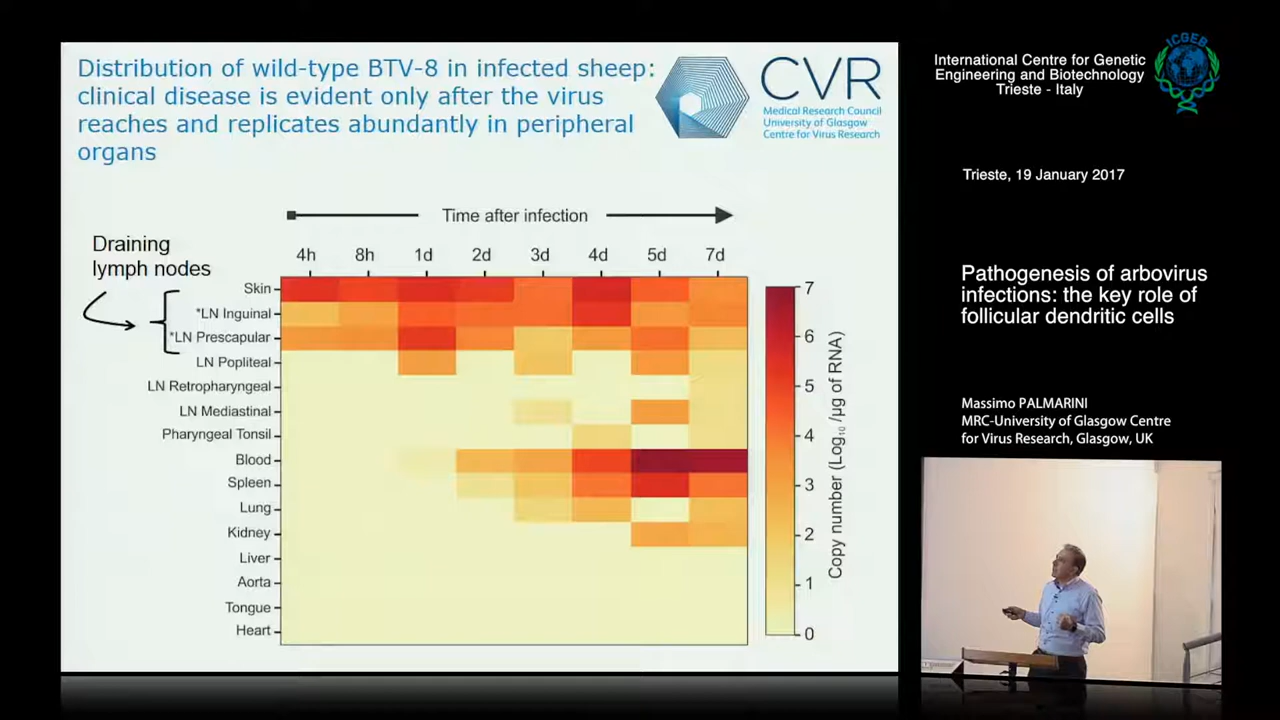 Distribution of wild-type BTV-8 in infected sheep:
clinical disease is evident only after the virus
reaches and replicates abundantly in peripheral
organs
CVR
Medical Research Council
University of Glasgow
Centre for Virus Research
Time after infection
Draining
lymph nodes
4h 8h 1d 2d 3d 4d 5d 7d
Skin
*LN Inguinal
*LN Prescapular
LN Popliteal
LN Retropharyngeal
LN Mediastinal
Pharyngeal Tonsil
Blood
Spleen
Lung
Kidney
Liver
Aorta
Tongue
Heart
7
6
5
4
3
2
1
0
Copy number (Log10 /µg of RNA)
International Centre for Genetic
Engineering and Biotechnology
Trieste - Italy
ICGEB
Trieste, 19 January 2017
Pathogenesis of arbovirus
infections: the key role of
follicular dendritic cells
Massimo PALMARINI
MRC-University of Glasgow Centre
for Virus Research, Glasgow, UK